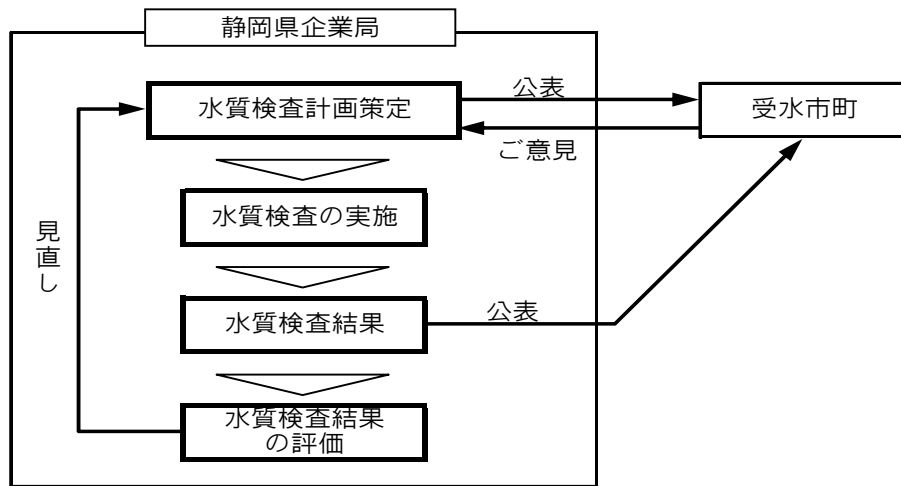 静岡県企業局
水質検査計画策定
公表
受水市町
ご意見
水質検査の実施
見直し
公表
水質検査結果
水質検査結果
の評価